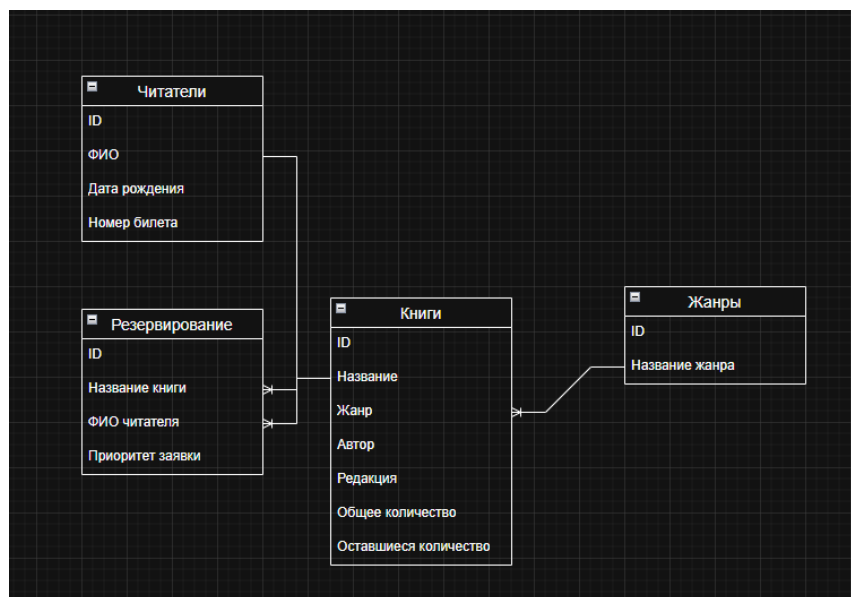 Читатели
ID
ФИО
Дата рождения
Номер билета
Резервирование
ID
Название книги
ФИО читателя
Приоритет заявки
Книги
ID
Название
Жанр
Автор
Редакция
Общее количество
Оставшиеся количество
Жанры
ID
Название жанра